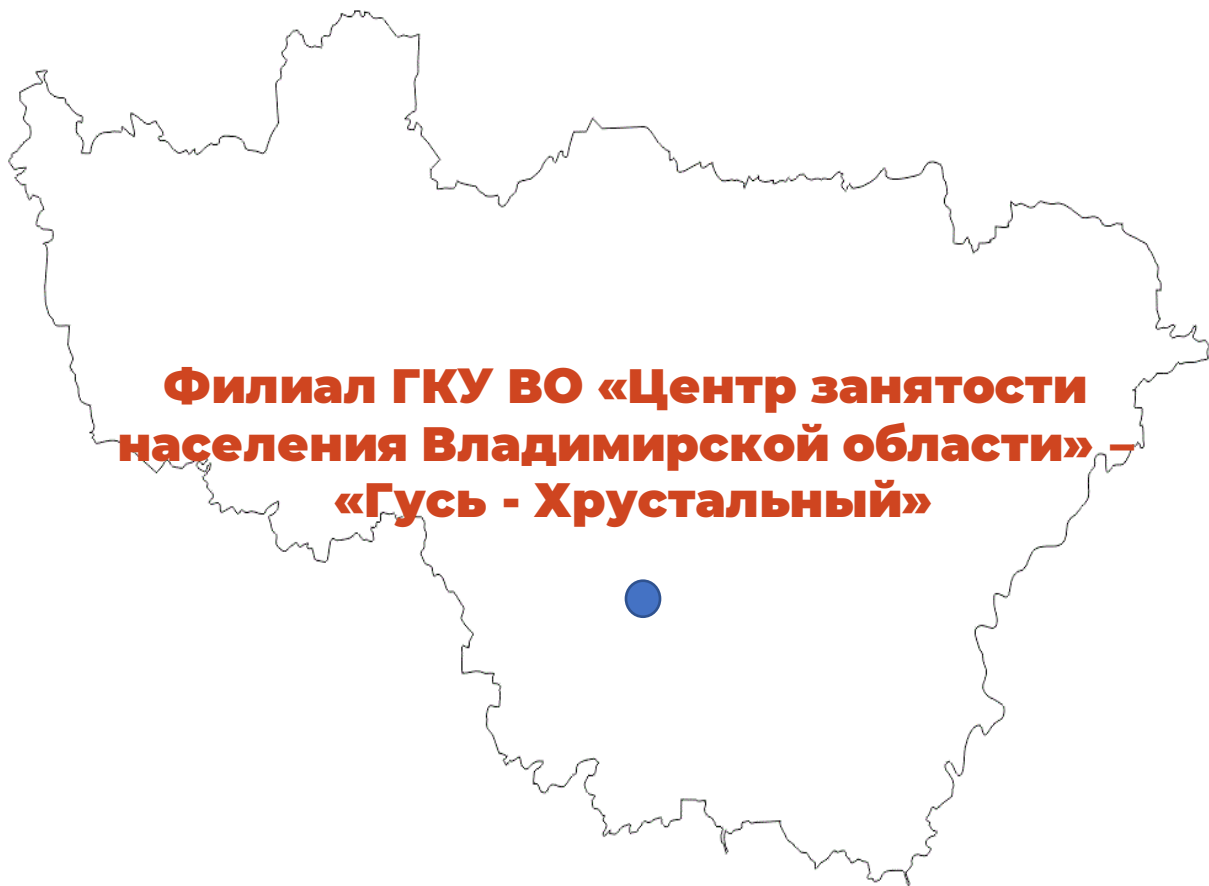 Филиал ГКУ ВО «Центр занятости
населения Владимирской области» –
«Гусь - Хрустальный»